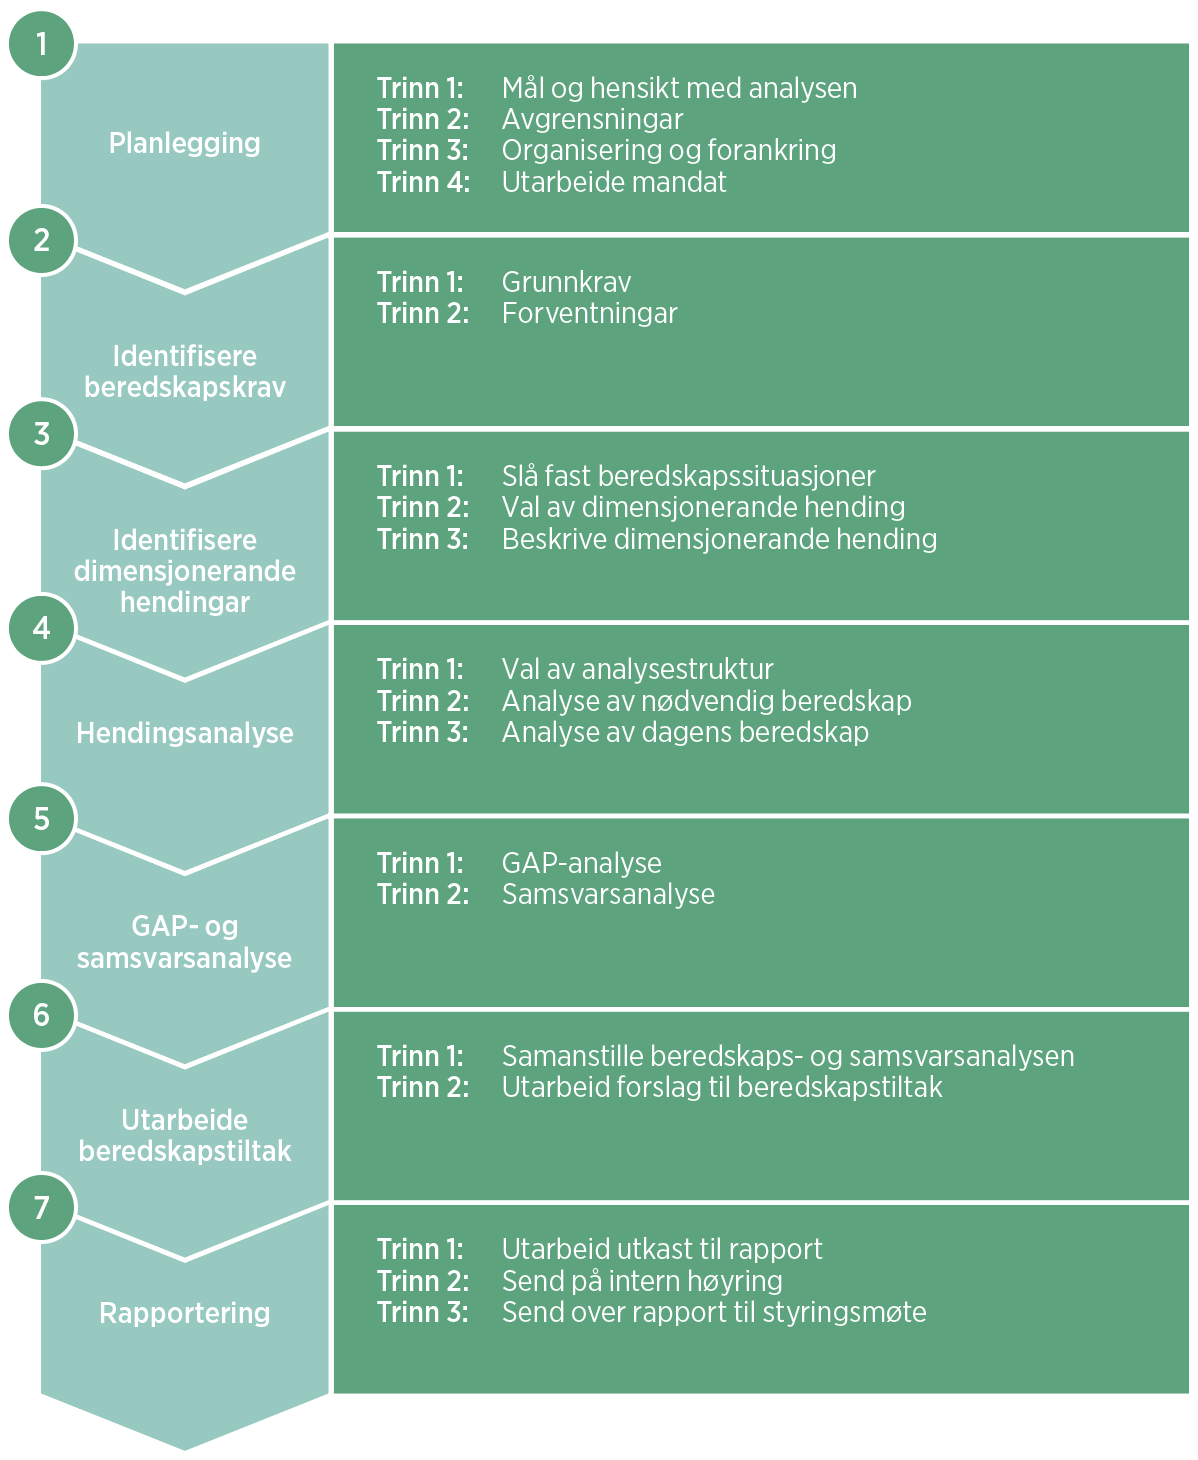 1
Planlegging
Trinn 1: Mål og hensikt med analysen
Trinn 2: Avgrensningar
Trinn 3: Organisering og forankring
Trinn 4: Utarbeide mandat
2
Identifisere
beredskapskrav
Trinn 1: Grunnkrav
Trinn 2: Forventningar
3
Identifisere
dimensjonerande
hendingar
Trinn 1: Slå fast beredskapssituasjoner
Trinn 2: Val av dimensjonerande hending
Trinn 3: Beskrive dimensjonerande hending
4
Hendingsanalyse
Trinn 1: Val av analysestruktur
Trinn 2: Analyse av nødvendig beredskap
Trinn 3: Analyse av dagens beredskap
5
GAP- og
samsvarsanalyse
Trinn 1: GAP-analyse
Trinn 2: Samsvarsanalyse
6
Utarbeide
beredskapstiltak
Trinn 1: Samanstille beredskaps- og samsvarsanalysen
Trinn 2: Utarbeid forslag til beredskapstiltak
7
Rapportering
Trinn 1: Utarbeid utkast til rapport
Trinn 2: Send på intern høyring
Trinn 3: Send over rapport til styringsmøte